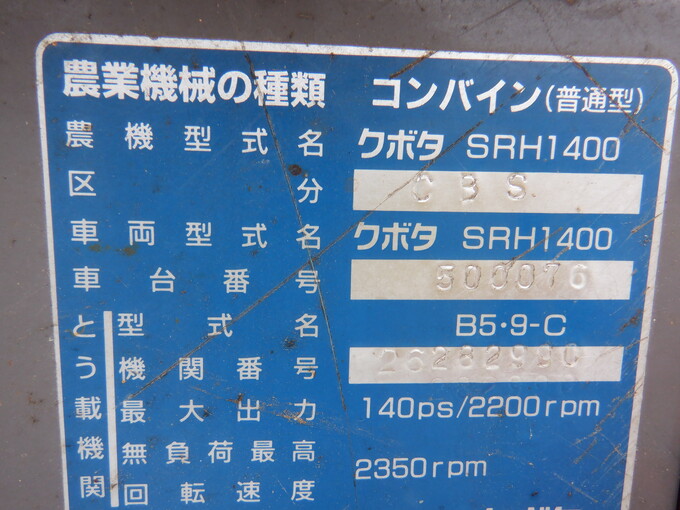 農業機械の種類 コンバイン(普通型)
農機型式名 クボタ SRH1400
区分 CBS
車両型式名 クボタ SRH1400
車台番号 500076
とう載機関
型式名 B5・9-C
機関番号
最大出力 140ps/2200rpm
無負荷最高 2350rpm
回転速度